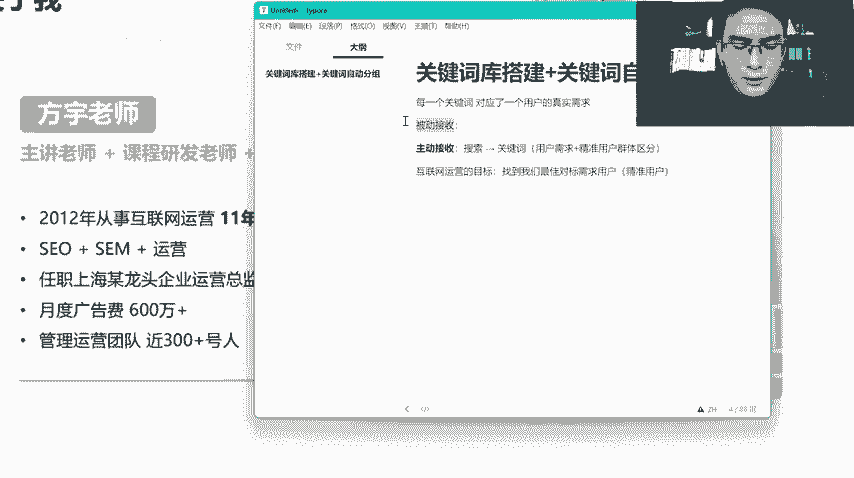 方宇老师
主讲老师 + 课程研发老师 +
• 2012年从事互联网运营 11年
• SEO + SEM + 运营
• 任职上海某龙头企业运营总监
• 月度广告费 600万+
• 管理运营团队 近300+号人
文件(F) 编辑(E) 段落(P) 格式(O) 视图(V) 主题(T) 帮助(H)
文件 大纲
关键词库搭建+关键词自动分组
关键词库搭建+关键词自
每一个关键词 对应了一个用户的真实需求
被动接收：
主动接收：搜索 → 关键词（用户需求+精准用户群体区分）
互联网运营的目标：找到我们最佳对标需求用户（精准用户）